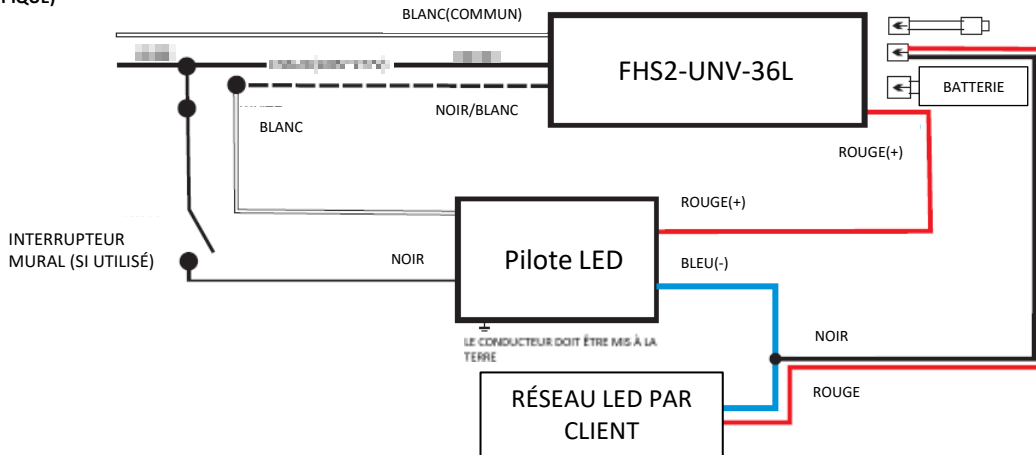 PIQUE)
BLANC(COMMUN)
FHS2-UNV-36L
BATTERIE
NOIR/BLANC
BLANC
ROUGE(+)
ROUGE(+)
INTERRUPTEUR
MURAL (SI UTILISÉ)
NOIR
Pilote LED
BLEU(-)
LE CONDUCTEUR DOIT ÊTRE MIS À LA
TERRE
NOIR
ROUGE
RÉSEAU LED PAR
CLIENT